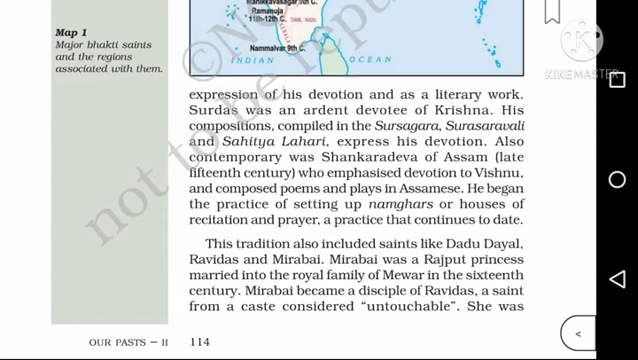 Manikkavasagar 9th C.
Ramanuja
11th-12th C.
TAMIL NADU
Nammalvar 9th C.
INDIAN OCEAN
Map 1
Major bhakti saints
and the regions
associated with them.
KINEMASTER
expression of his devotion and as a literary work.
Surdas was an ardent devotee of Krishna. His
compositions, compiled in the Sursagara, Surasaravali
and Sahitya Lahari, express his devotion. Also
contemporary was Shankaradeva of Assam (late
fifteenth century) who emphasised devotion to Vishnu,
and composed poems and plays in Assamese. He began
the practice of setting up namghars or houses of
recitation and prayer, a practice that continues to date.
This tradition also included saints like Dadu Dayal,
Ravidas and Mirabai. Mirabai was a Rajput princess
married into the royal family of Mewar in the sixteenth
century. Mirabai became a disciple of Ravidas, a saint
from a caste considered “untouchable”. She was
OUR PASTS – II 114
not to be